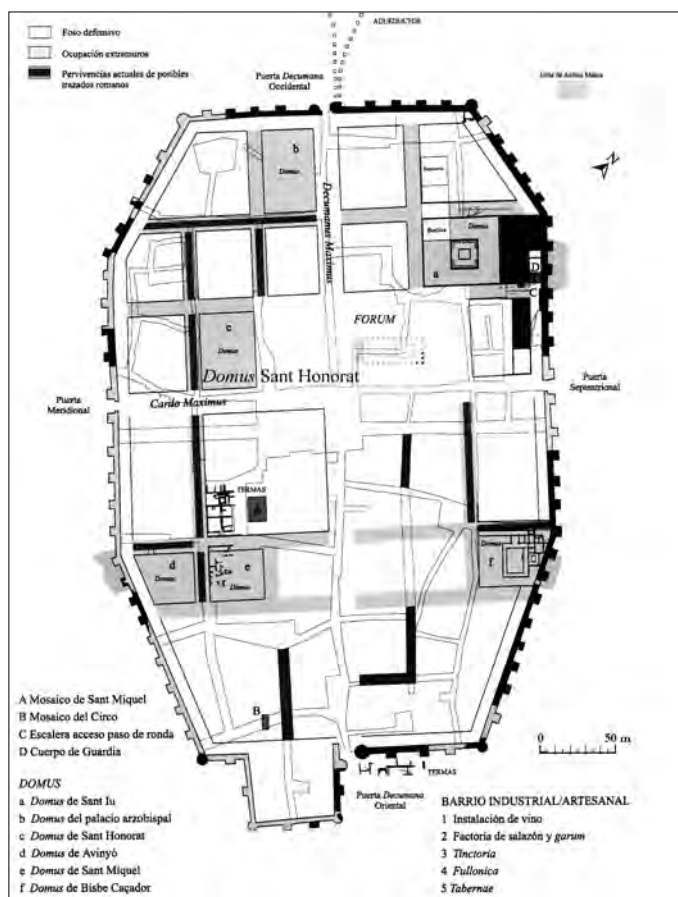 Foso defensivo
Ocupación extramuros
Pervivencias actuales de posibles
trazados romanos
ACUEDUCTOS
Puerta Decumana
Occidental
N
b
Domus
Decumanus Maximus
Domus
a
D
C
FORUM
c
Domus
Domus Sant Honorat
Puerta
Meridional
Cardo Maximus
Puerta
Septentrional
TERMAS
A
d
Domus
e
Domus
Domus
f
B
A Mosaico de Sant Miquel
B Mosaico del Circo
C Escalera acceso paso de ronda
D Cuerpo de Guardia
0 50 m
TERMAS
Puerta Decumana
Oriental
DOMUS
a Domus de Sant Iu
b Domus del palacio arzobispal
c Domus de Sant Honorat
d Domus de Avinyó
e Domus de Sant Miquel
f Domus de Bisbe Caçador
BARRIO INDUSTRIAL/ARTESANAL
1 Instalación de vino
2 Factoría de salazón y garum
3 Tinctoria
4 Fullonica
5 Tabernae